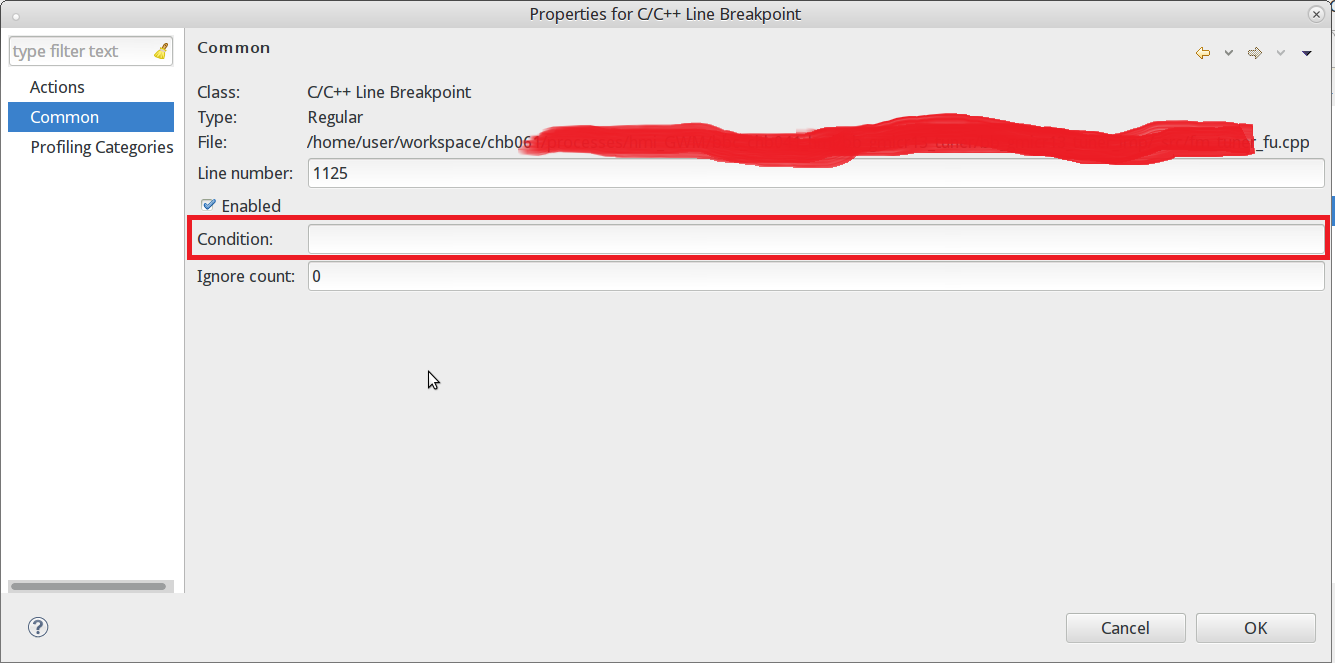 Properties for C/C++ Line Breakpoint
type filter text
Actions
Common
Profiling Categories
Common
Class: C/C++ Line Breakpoint
Type: Regular
File: /home/user/workspace/chb06 _fu.cpp
Line number: 1125
Enabled
Condition:
Ignore count: 0
?
Cancel
OK